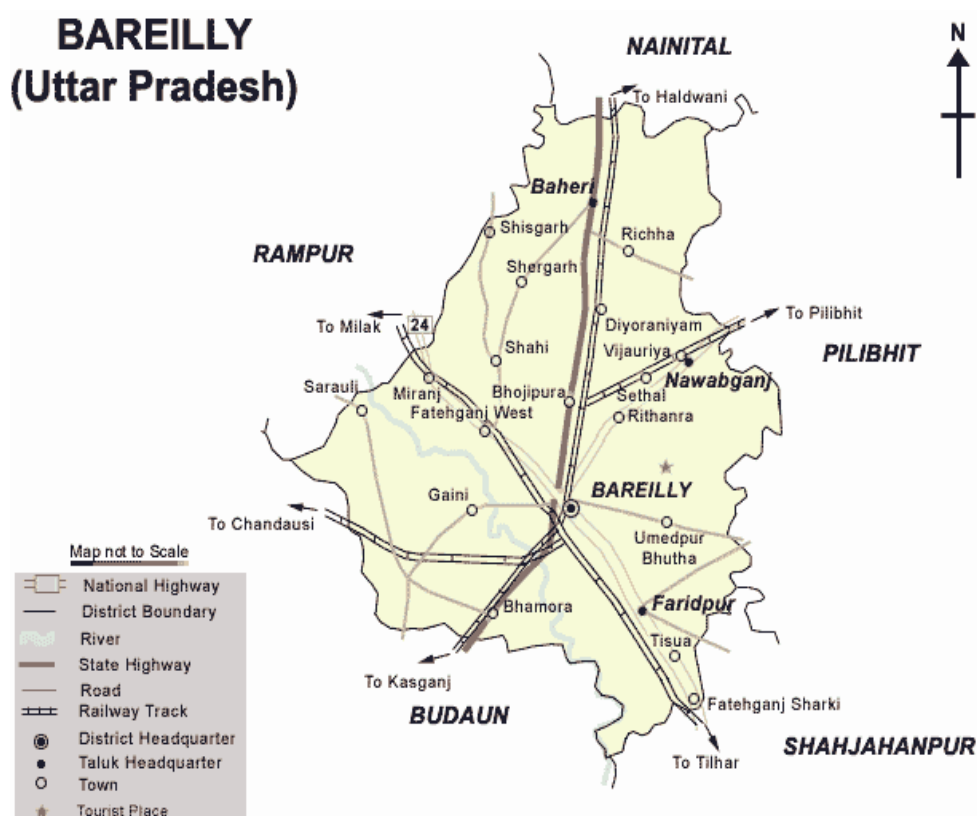 BAREILLY
(Uttar Pradesh)
N
NAINITAL
To Haldwani
Baheri
Shisgarh
Richha
RAMPUR
Shergarh
To Milak
24
Diyoraniyam
To Pilibhit
Vijauriya
PILIBHIT
Shahi
Nawabganj
Sarauli
Miranj
Bhojipura
Sethal
Fatehganj West
Rithanra
Gaini
BAREILLY
To Chandausi
Umedpur
Bhutha
Map not to Scale
National Highway
District Boundary
River
State Highway
Road
Railway Track
District Headquarter
Taluk Headquarter
Town
Tourist Place
Bhamora
Faridpur
Tisua
To Kasganj
BUDAUN
Fatehganj Sharki
SHAHJAHANPUR
To Tilhar